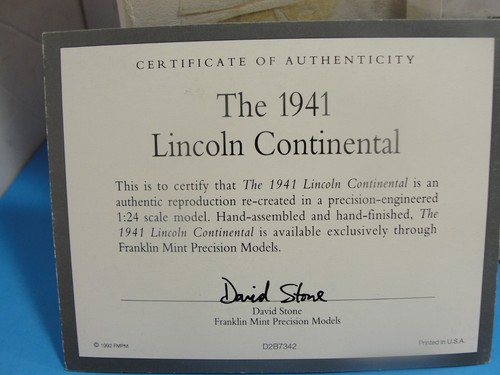 CERTIFICATE OF AUTHENTICITY
The 1941
Lincoln Continental
This is to certify that The 1941 Lincoln Continental is an
authentic reproduction re-created in a precision-engineered
1:24 scale model. Hand-assembled and hand-finished, The
1941 Lincoln Continental is available exclusively through
Franklin Mint Precision Models.
David Stone
David Stone
Franklin Mint Precision Models
© 1992 FMPM
D2B7342
Printed in U.S.A.